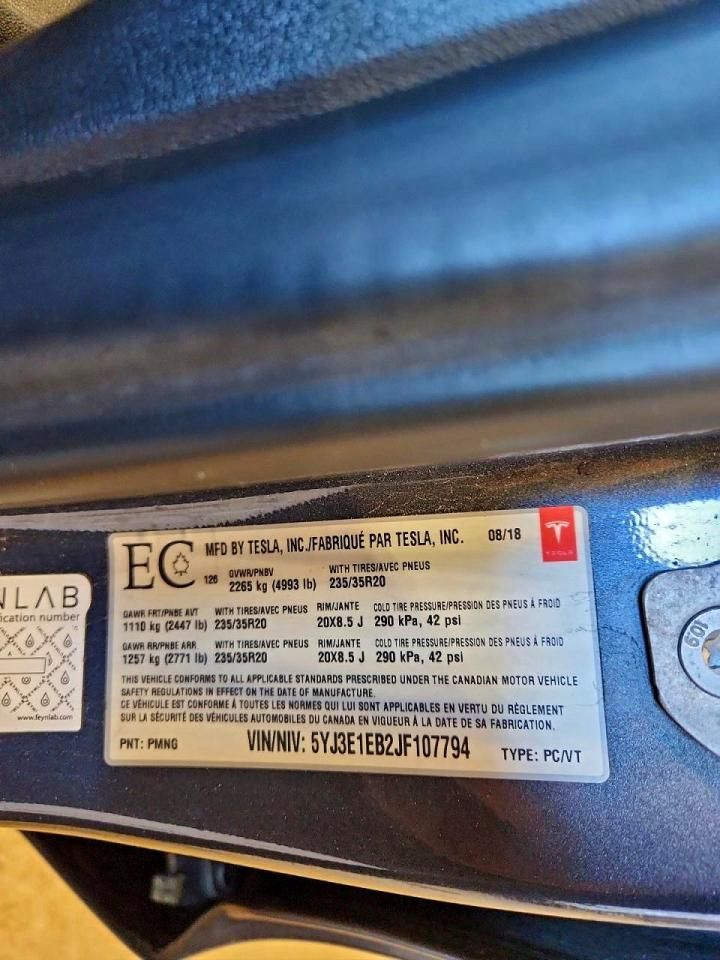 EC
126
MFD BY TESLA, INC./FABRIQUÉ PAR TESLA, INC. 08/18
TESLA
GVWR/PNBV WITH TIRES/AVEC PNEUS
2265 kg (4993 lb) 235/35R20
GAWR FRT/PNBE AVT WITH TIRES/AVEC PNEUS RIM/JANTE COLD TIRE PRESSURE/PRESSION DES PNEUS À FROID
1110 kg (2447 lb) 235/35R20 20X8.5 J 290 kPa, 42 psi
GAWR RR/PNBE ARR WITH TIRES/AVEC PNEUS RIM/JANTE COLD TIRE PRESSURE/PRESSION DES PNEUS À FROID
1257 kg (2771 lb) 235/35R20 20X8.5 J 290 kPa, 42 psi
THIS VEHICLE CONFORMS TO ALL APPLICABLE STANDARDS PRESCRIBED UNDER THE CANADIAN MOTOR VEHICLE
SAFETY REGULATIONS IN EFFECT ON THE DATE OF MANUFACTURE.
CE VÉHICULE EST CONFORME À TOUTES LES NORMES QUI LUI SONT APPLICABLES EN VERTU DU RÈGLEMENT
SUR LA SÉCURITÉ DES VÉHICULES AUTOMOBILES DU CANADA EN VIGUEUR À LA DATE DE SA FABRICATION.
PNT: PMNG VIN/NIV: 5YJ3E1EB2JF107794 TYPE: PC/VT
NLAB
ication number
www.feynlab.com
109